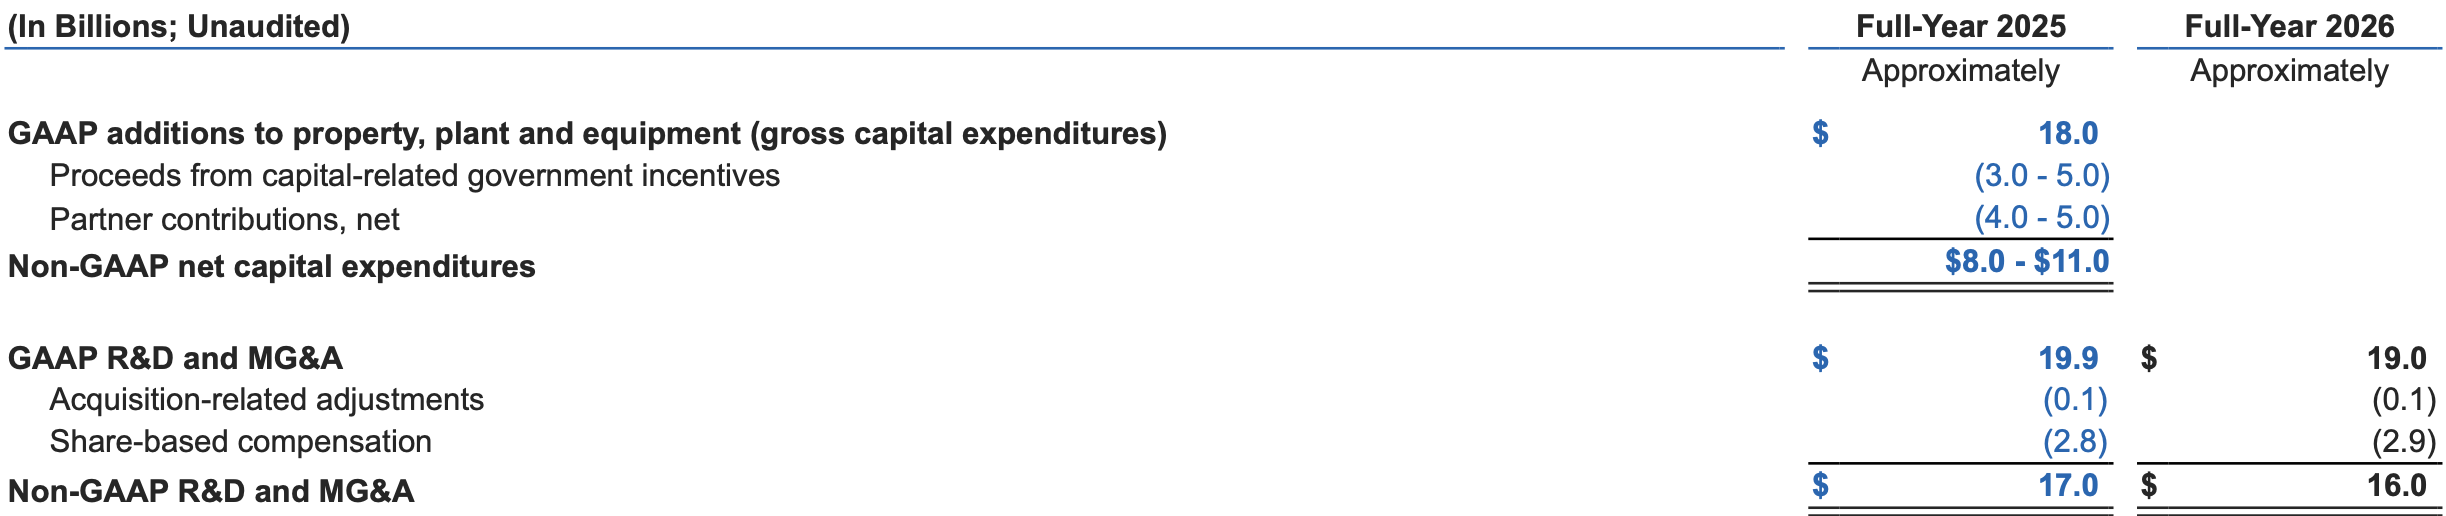 (In Billions; Unaudited) Full-Year 2025 Full-Year 2026
Approximately Approximately
GAAP additions to property, plant and equipment (gross capital expenditures) $ 18.0
Proceeds from capital-related government incentives (3.0 - 5.0)
Partner contributions, net (4.0 - 5.0)
Non-GAAP net capital expenditures $8.0 - $11.0
GAAP R&D and MG&A $ 19.9 $ 19.0
Acquisition-related adjustments (0.1) (0.1)
Share-based compensation (2.8) (2.9)
Non-GAAP R&D and MG&A $ 17.0 $ 16.0